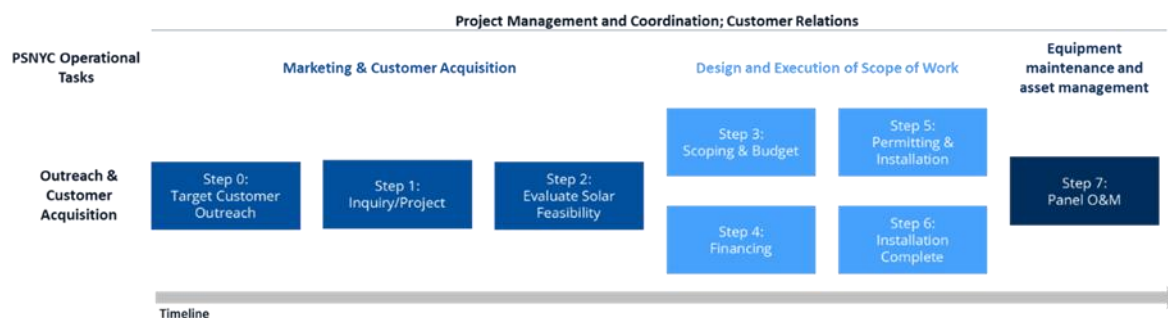 Project Management and Coordination; Customer Relations
PSNYC Operational
Tasks
Marketing & Customer Acquisition
Design and Execution of Scope of Work
Equipment
maintenance and
asset management
Outreach &
Customer
Acquisition
Step 0:
Target Customer
Outreach
Step 1:
Inquiry/Project
Step 2:
Evaluate Solar
Feasibility
Step 3:
Scoping & Budget
Step 4:
Financing
Step 5:
Permitting &
Installation
Step 6:
Installation
Complete
Step 7:
Panel O&M
Timeline